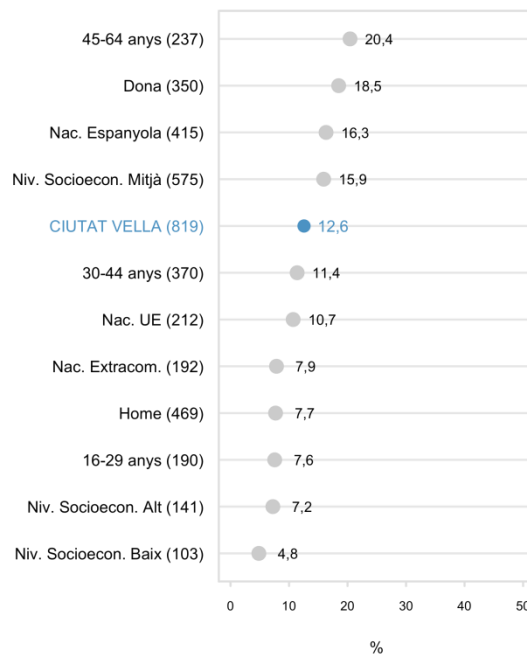 45-64 anys (237) 20,4
Dona (350) 18,5
Nac. Espanyola (415) 16,3
Niv. Socioecon. Mitjà (575) 15,9
CIUTAT VELLA (819) 12,6
30-44 anys (370) 11,4
Nac. UE (212) 10,7
Nac. Extracom. (192) 7,9
Home (469) 7,7
16-29 anys (190) 7,6
Niv. Socioecon. Alt (141) 7,2
Niv. Socioecon. Baix (103) 4,8
0 10 20 30 40 50
%